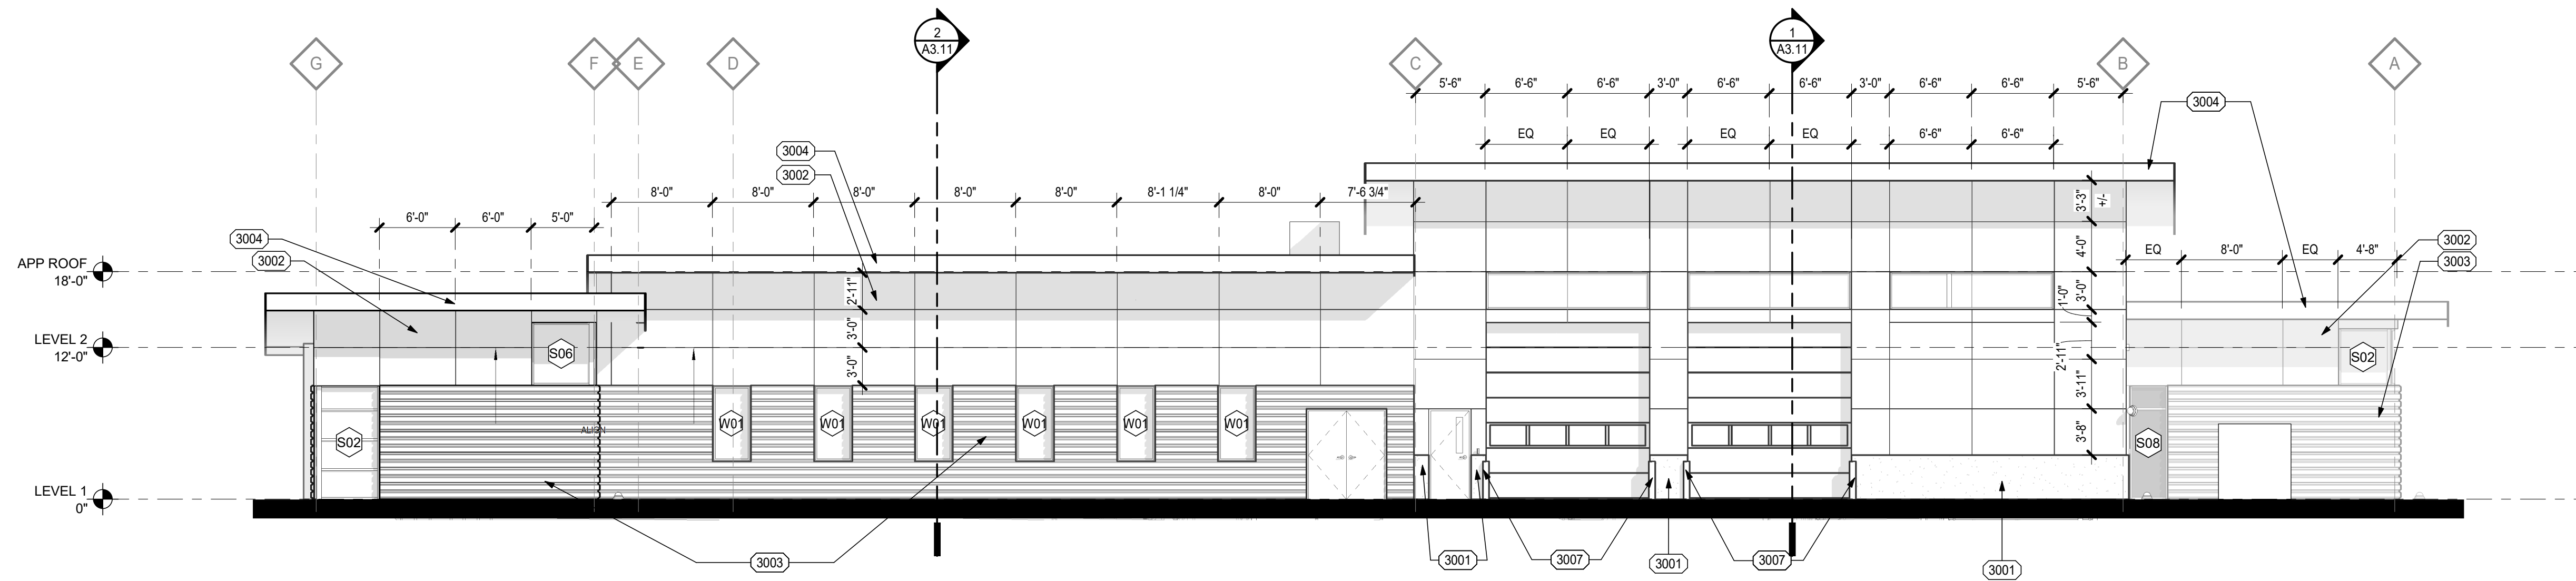 2
A3.11
1
A3.11
G
F
E
D
C
B
A
5'-6" 6'-6" 6'-6" 3'-0" 6'-6" 6'-6" 3'-0" 6'-6" 6'-6" 5'-6"
3004
EQ EQ EQ EQ 6'-6" 6'-6"
3004
3002
8'-0" 8'-0" 8'-0" 8'-0" 8'-0" 8'-1 1/4" 8'-0" 7'-6 3/4"
6'-0" 6'-0" 5'-0"
3004
3002
3'-3"
+/-
4'-0"
3'-0"
1'-0"
2'-11"
3'-11"
3'-8"
EQ 8'-0" EQ 4'-8"
3002
3003
APP ROOF
18'-0"
2'-11"
3'-0"
3'-0"
LEVEL 2
12'-0"
S06
S02
ALIGN
S02
W01
W01
W01
W01
W01
W01
S08
LEVEL 1
0"
3003
3001
3007
3001
3007
3001